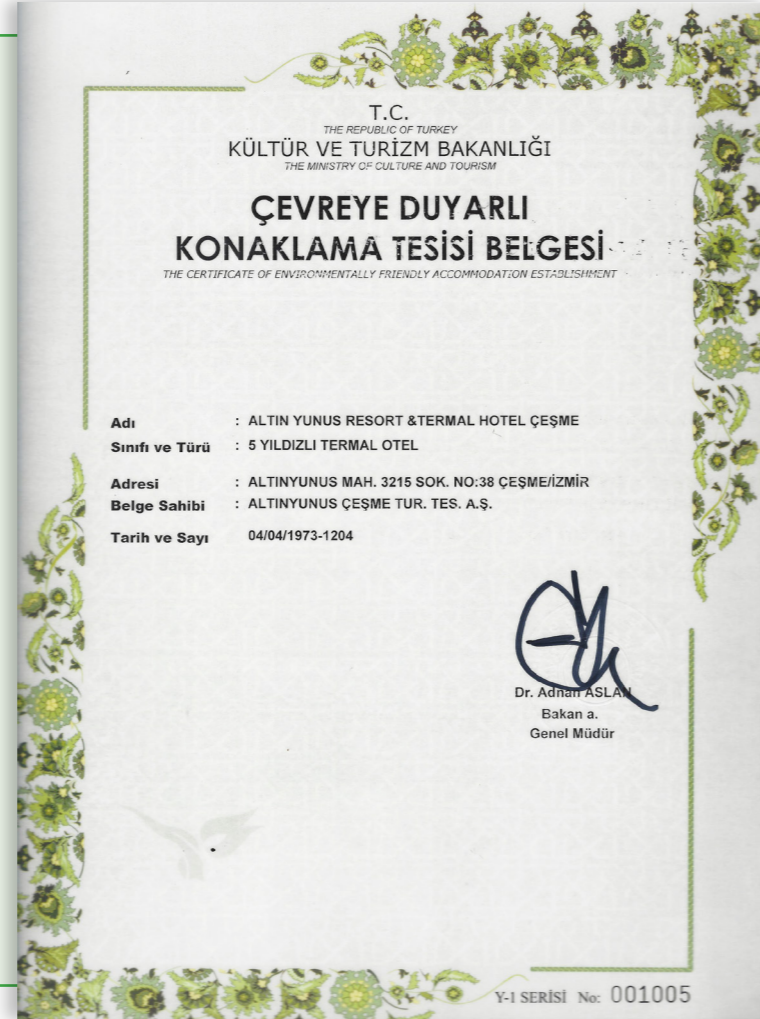 T.C.
THE REPUBLIC OF TURKEY
KÜLTÜR VE TURİZM BAKANLIĞI
THE MINISTRY OF CULTURE AND TOURISM
ÇEVREYE DUYARLI
KONAKLAMA TESİSİ BELGESİ
THE CERTIFICATE OF ENVIRONMENTALLY FRIENDLY ACCOMMODATION ESTABLISHMENT
Adı : ALTIN YUNUS RESORT &TERMAL HOTEL ÇEŞME
Sınıfı ve Türü : 5 YILDIZLI TERMAL OTEL
Adresi : ALTINYUNUS MAH. 3215 SOK. NO:38 ÇEŞME/İZMİR
Belge Sahibi : ALTINYUNUS ÇEŞME TUR. TES. A.Ş.
Tarih ve Sayı 04/04/1973-1204
Dr. Adnan ASLAN
Bakan a.
Genel Müdür
Y-1 SERİSİ No: 001005